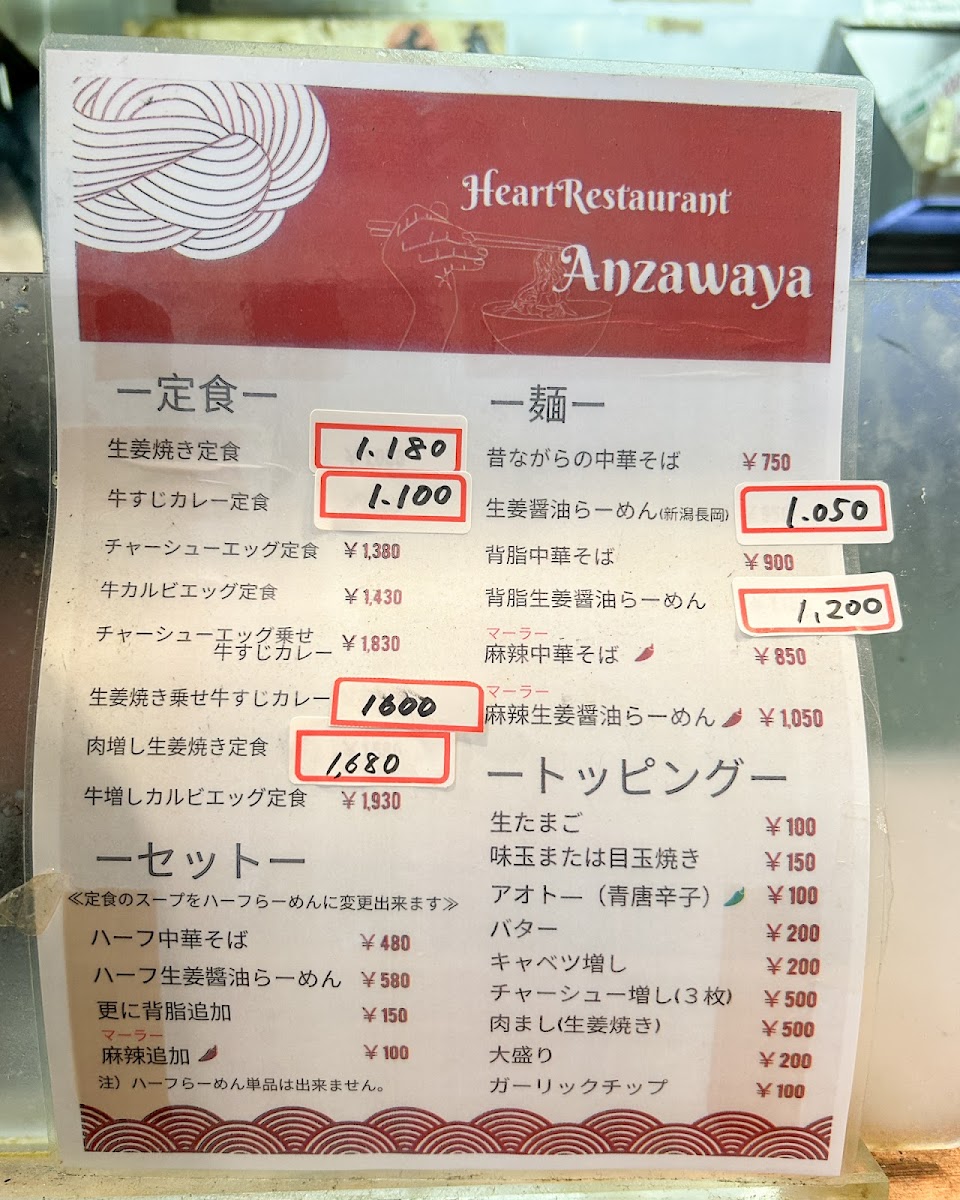 HeartRestaurant
Anzawaya
ー定食ー
生姜焼き定食 1.180
牛すじカレー定食 1.100
チャーシューエッグ定食 ¥1,380
牛カルビエッグ定食 ¥1,430
チャーシューエッグ乗せ
牛すじカレー ¥1,830
生姜焼き乗せ牛すじカレー 1600
肉増し生姜焼き定食 1,680
牛増しカルビエッグ定食 ¥1,930
ーセットー
≪定食のスープをハーフらーめんに変更出来ます≫
ハーフ中華そば ¥480
ハーフ生姜醤油らーめん ¥580
更に背脂追加 ¥150
マーラー
麻辣追加 ¥100
注）ハーフらーめん単品は出来ません。
ー麺ー
昔ながらの中華そば ¥750
生姜醤油らーめん(新潟長岡) 1.050
背脂中華そば ¥900
背脂生姜醤油らーめん 1,200
マーラー
麻辣中華そば ¥850
マーラー
麻辣生姜醤油らーめん ¥1,050
ートッピングー
生たまご ¥100
味玉または目玉焼き ¥150
アオトー（青唐辛子） ¥100
バター ¥200
キャベツ増し ¥200
チャーシュー増し(３枚) ¥500
肉まし(生姜焼き) ¥500
大盛り ¥200
ガーリックチップ ¥100